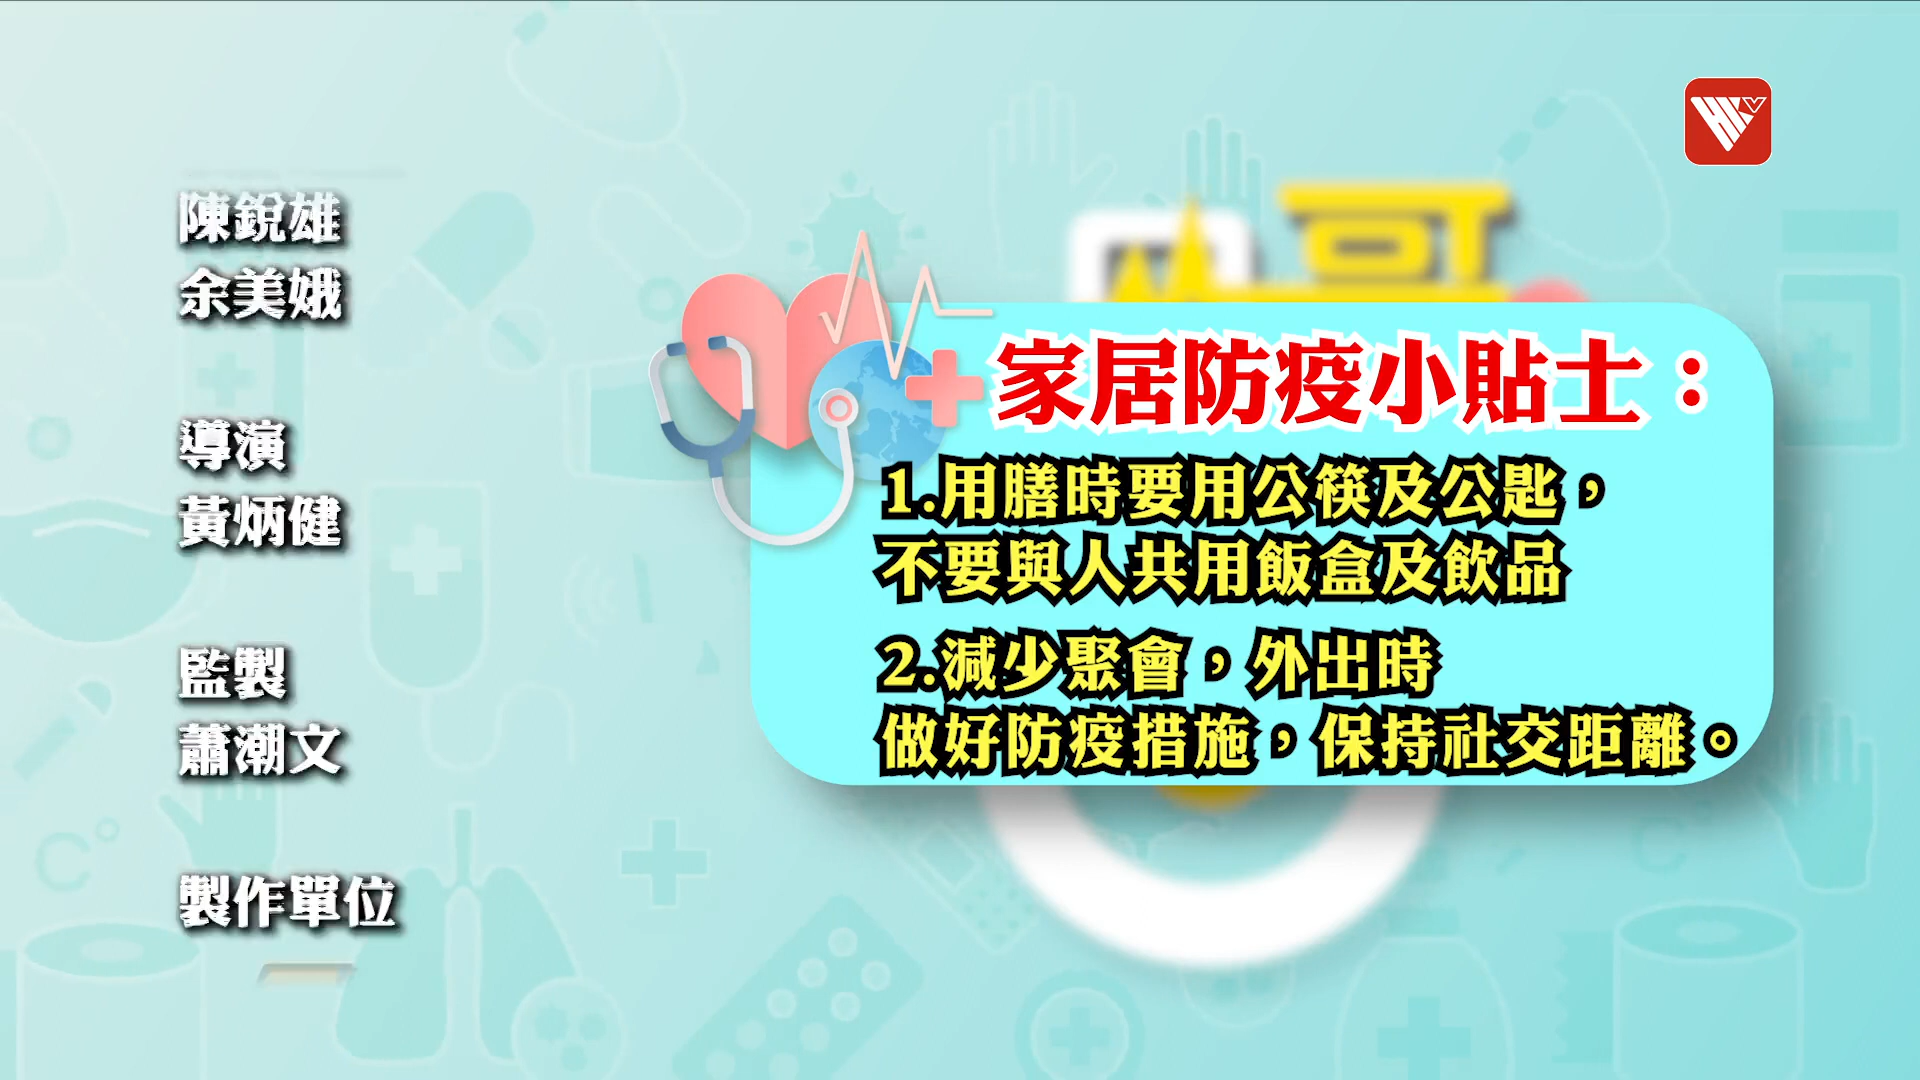 陳銳雄
余美娥
導演
黃炳健
監製
蕭潮文
製作單位
哥
家居防疫小貼士：
1.用膳時要用公筷及公匙，
不要與人共用飯盒及飲品
2.減少聚會，外出時
做好防疫措施，保持社交距離。